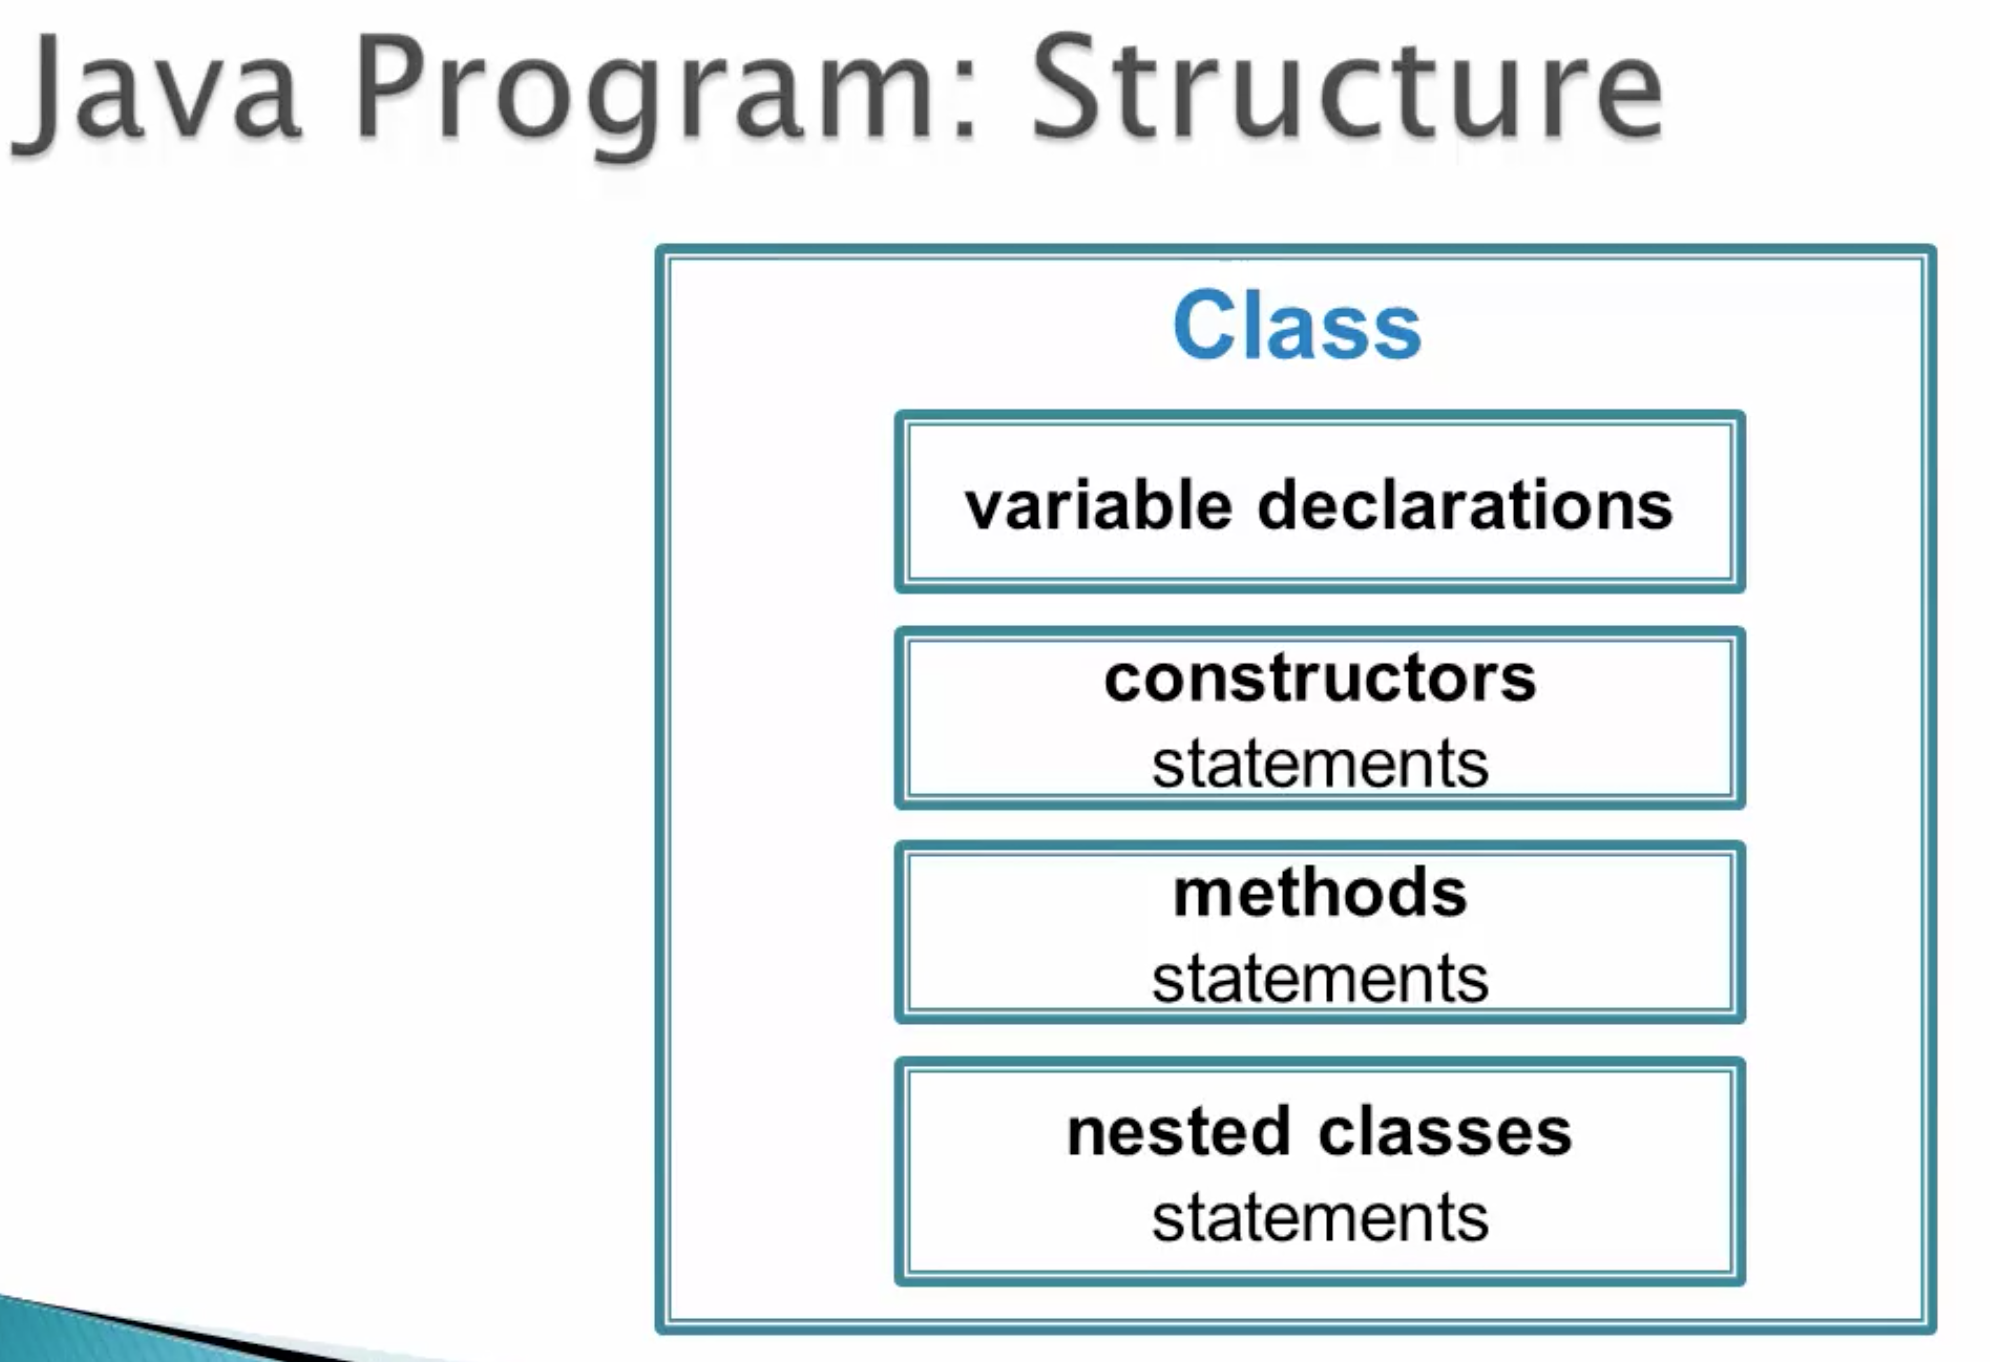 Java Program: Structure
Class
variable declarations
constructors
statements
methods
statements
nested classes
statements